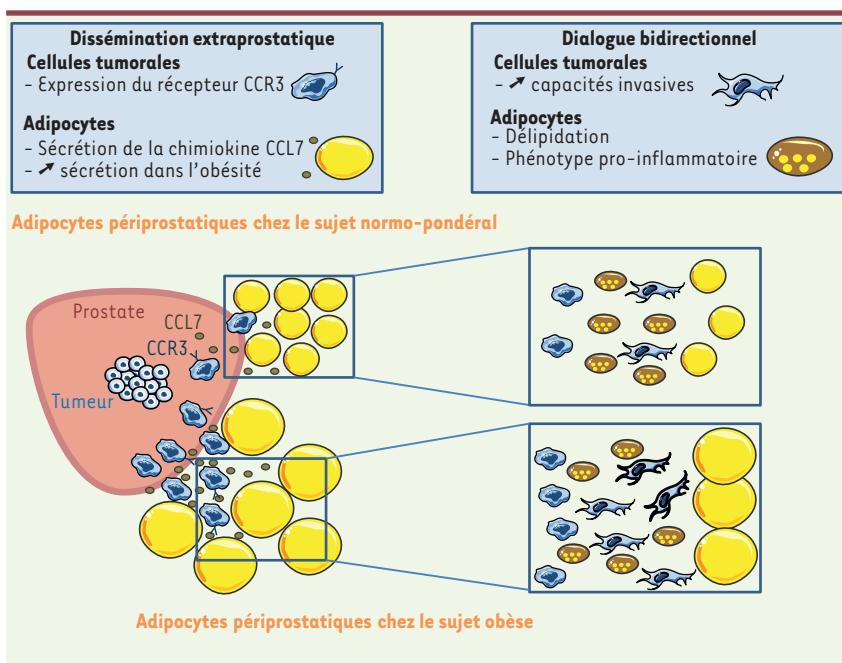 Dissémination extraprostatique
Cellules tumorales
- Expression du récepteur CCR3
Adipocytes
- Sécrétion de la chimiokine CCL7
- ➚ sécrétion dans l'obésité
Dialogue bidirectionnel
Cellules tumorales
- ➚ capacités invasives
Adipocytes
- Délipidation
- Phénotype pro-inflammatoire
Adipocytes périprostatiques chez le sujet normo-pondéral
Prostate
CCL7
CCR3
Tumeur
Adipocytes périprostatiques chez le sujet obèse